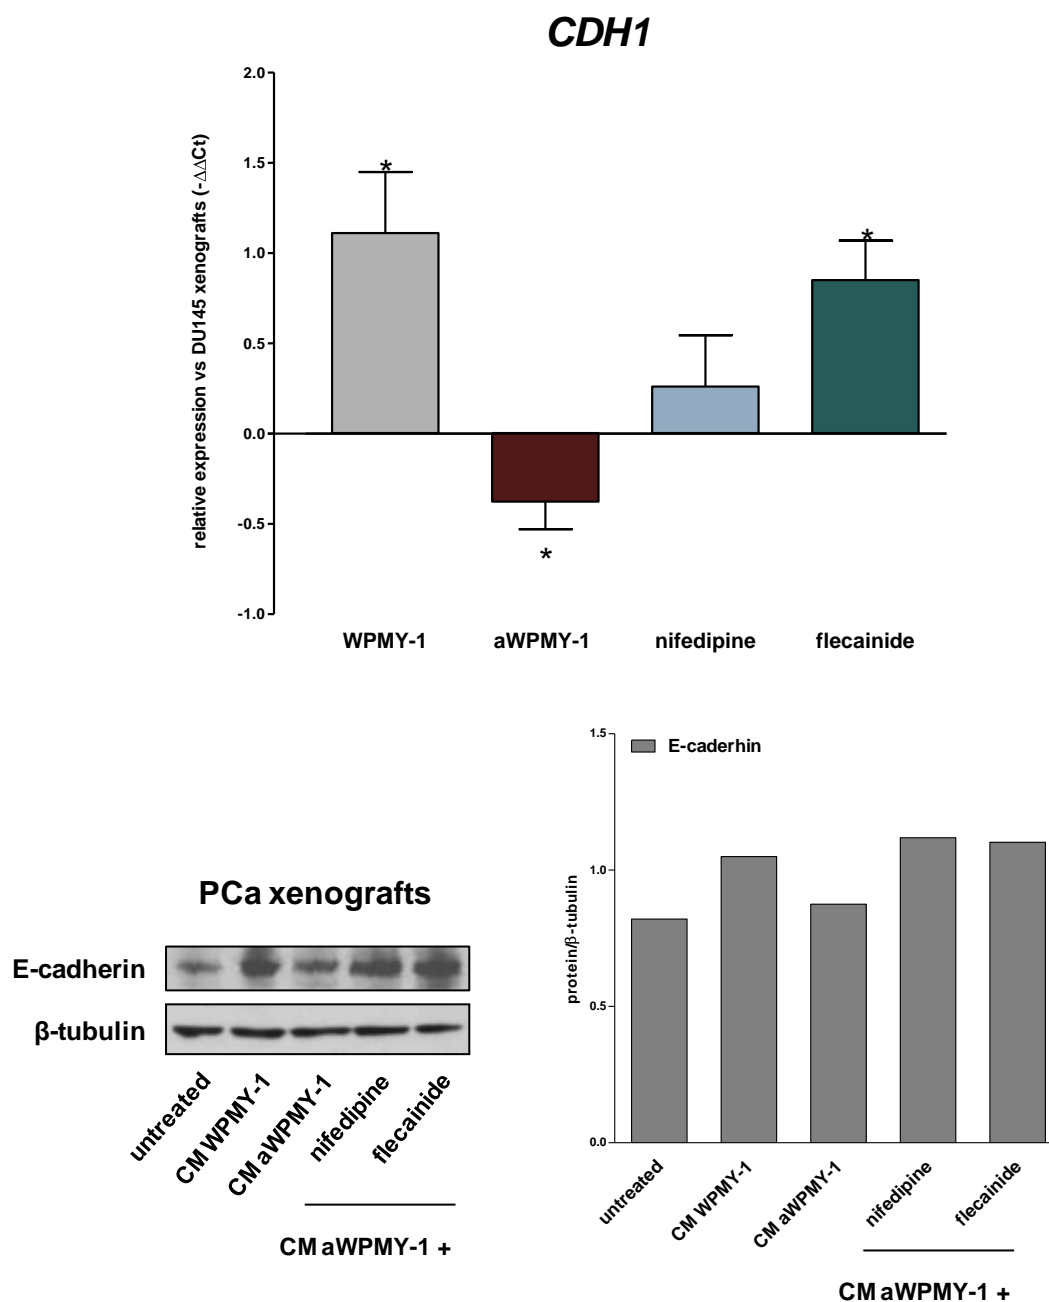 CDH1
relative expression vs DU145 xenografts (-ΔΔCt)
2.0
1.5
1.0
0.5
0.0
-0.5
-1.0
*
*
*
WPMY-1 aWPMY-1 nifedipine flecainide
PCa xenografts
E-cadherin
β-tubulin
untreated
CM WPMY-1
CM aWPMY-1
nifedipine
flecainide
CM aWPMY-1 +
E-caderhin
protein/β-tubulin
1.5
1.0
0.5
0.0
untreated
CM WPMY-1
CM aWPMY-1
nifedipine
flecainide
CM aWPMY-1 +